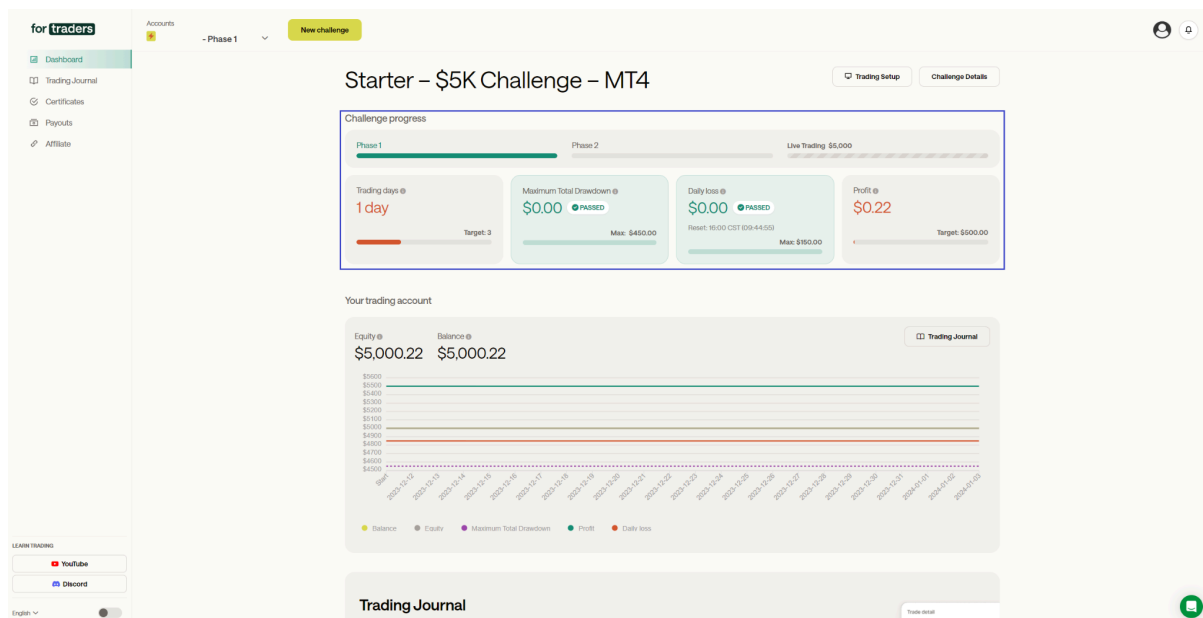 for traders
Accounts
- Phase 1
New challenge
Dashboard
Trading Journal
Certificates
Payouts
Affiliate
Starter – $5K Challenge – MT4
Trading Setup
Challenge Details
Challenge progress
Phase 1
Phase 2
Live Trading $5,000
Trading days
1 day
Target: 3
Maximum Total Drawdown
$0.00 PASSED
Max: $450.00
Daily loss
$0.00 PASSED
Reset: 16:00 CST (09:44:55)
Max: $150.00
Profit
$0.22
Target: $500.00
Your trading account
Equity
$5,000.22
Balance
$5,000.22
Trading Journal
$5600
$5500
$5400
$5300
$5200
$5100
$5000
$4900
$4800
$4700
$4600
$4500
Start
2023-12-12
2023-12-13
2023-12-14
2023-12-15
2023-12-16
2023-12-17
2023-12-18
2023-12-19
2023-12-20
2023-12-21
2023-12-22
2023-12-23
2023-12-24
2023-12-25
2023-12-26
2023-12-27
2023-12-28
2023-12-29
2023-12-30
2023-12-31
2024-01-01
2024-01-02
2024-01-03
Balance
Equity
Maximum Total Drawdown
Profit
Daily loss
LEARN TRADING
YouTube
Discord
English
Trading Journal
Trade detail